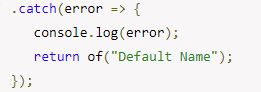 .catch(error => {
console.log(error);
return of("Default Name");
});